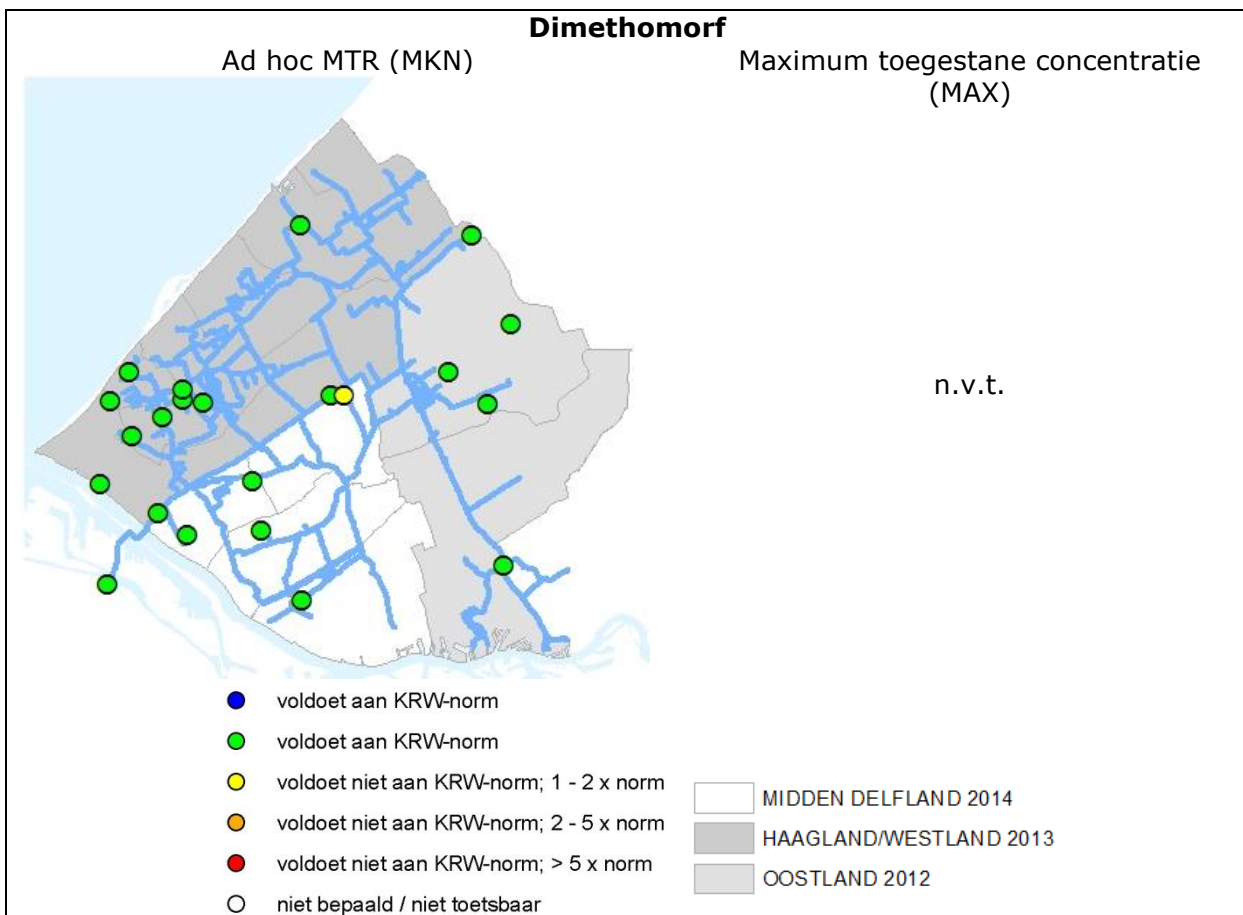 Dimethomorf
Ad hoc MTR (MKN)
Maximum toegestane concentratie
(MAX)
n.v.t.
voldoet aan KRW-norm
voldoet aan KRW-norm
voldoet niet aan KRW-norm; 1 - 2 x norm
voldoet niet aan KRW-norm; 2 - 5 x norm
voldoet niet aan KRW-norm; > 5 x norm
niet bepaald / niet toetsbaar
MIDDEN DELFLAND 2014
HAAGLAND/WESTLAND 2013
OOSTLAND 2012